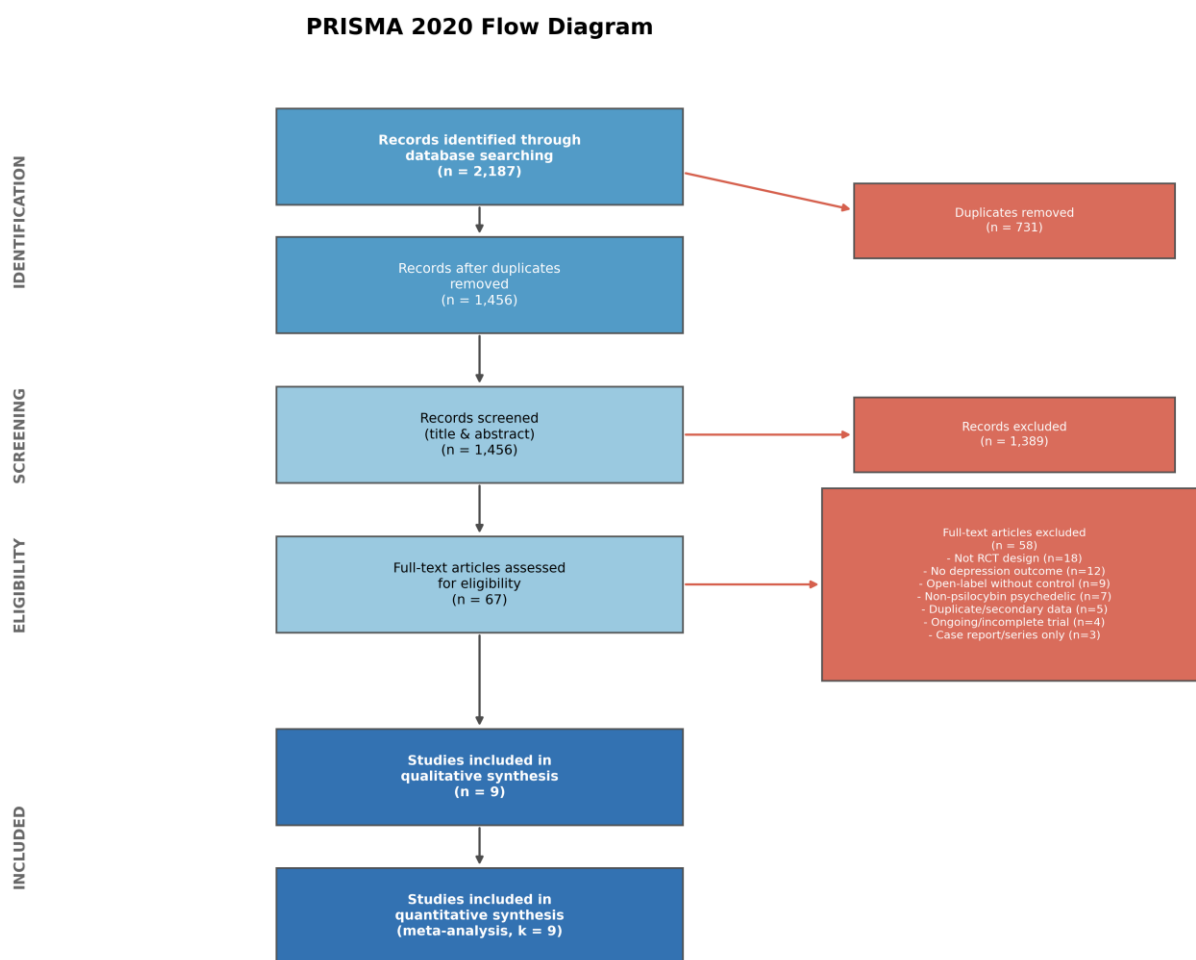 PRISMA 2020 Flow Diagram
IDENTIFICATION
Records identified through
database searching
(n = 2,187)
Duplicates removed
(n = 731)
Records after duplicates
removed
(n = 1,456)
SCREENING
Records screened
(title & abstract)
(n = 1,456)
Records excluded
(n = 1,389)
ELIGIBILITY
Full-text articles assessed
for eligibility
(n = 67)
Full-text articles excluded
(n = 58)
- Not RCT design (n=18)
- No depression outcome (n=12)
- Open-label without control (n=9)
- Non-psilocybin psychedelic (n=7)
- Duplicate/secondary data (n=5)
- Ongoing/incomplete trial (n=4)
- Case report/series only (n=3)
INCLUDED
Studies included in
qualitative synthesis
(n = 9)
Studies included in
quantitative synthesis
(meta-analysis, k = 9)